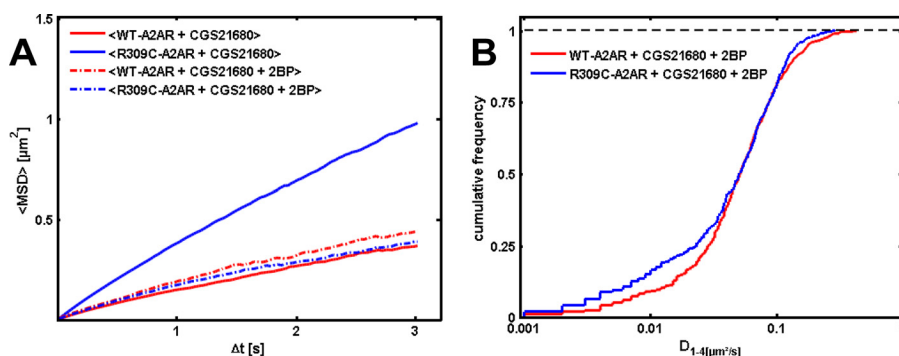 A
<MSD> [µm²]
1.5
1
0.5
<WT-A2AR + CGS21680>
<R309C-A2AR + CGS21680>
<WT-A2AR + CGS21680 + 2BP>
<R309C-A2AR + CGS21680 + 2BP>
1
2
3
Δt [s]
B
cumulative frequency
1
0.75
0.5
0.25
0
WT-A2AR + CGS21680 + 2BP
R309C-A2AR + CGS21680 + 2BP
0.001
0.01
0.1
D1-4[µm²/s]